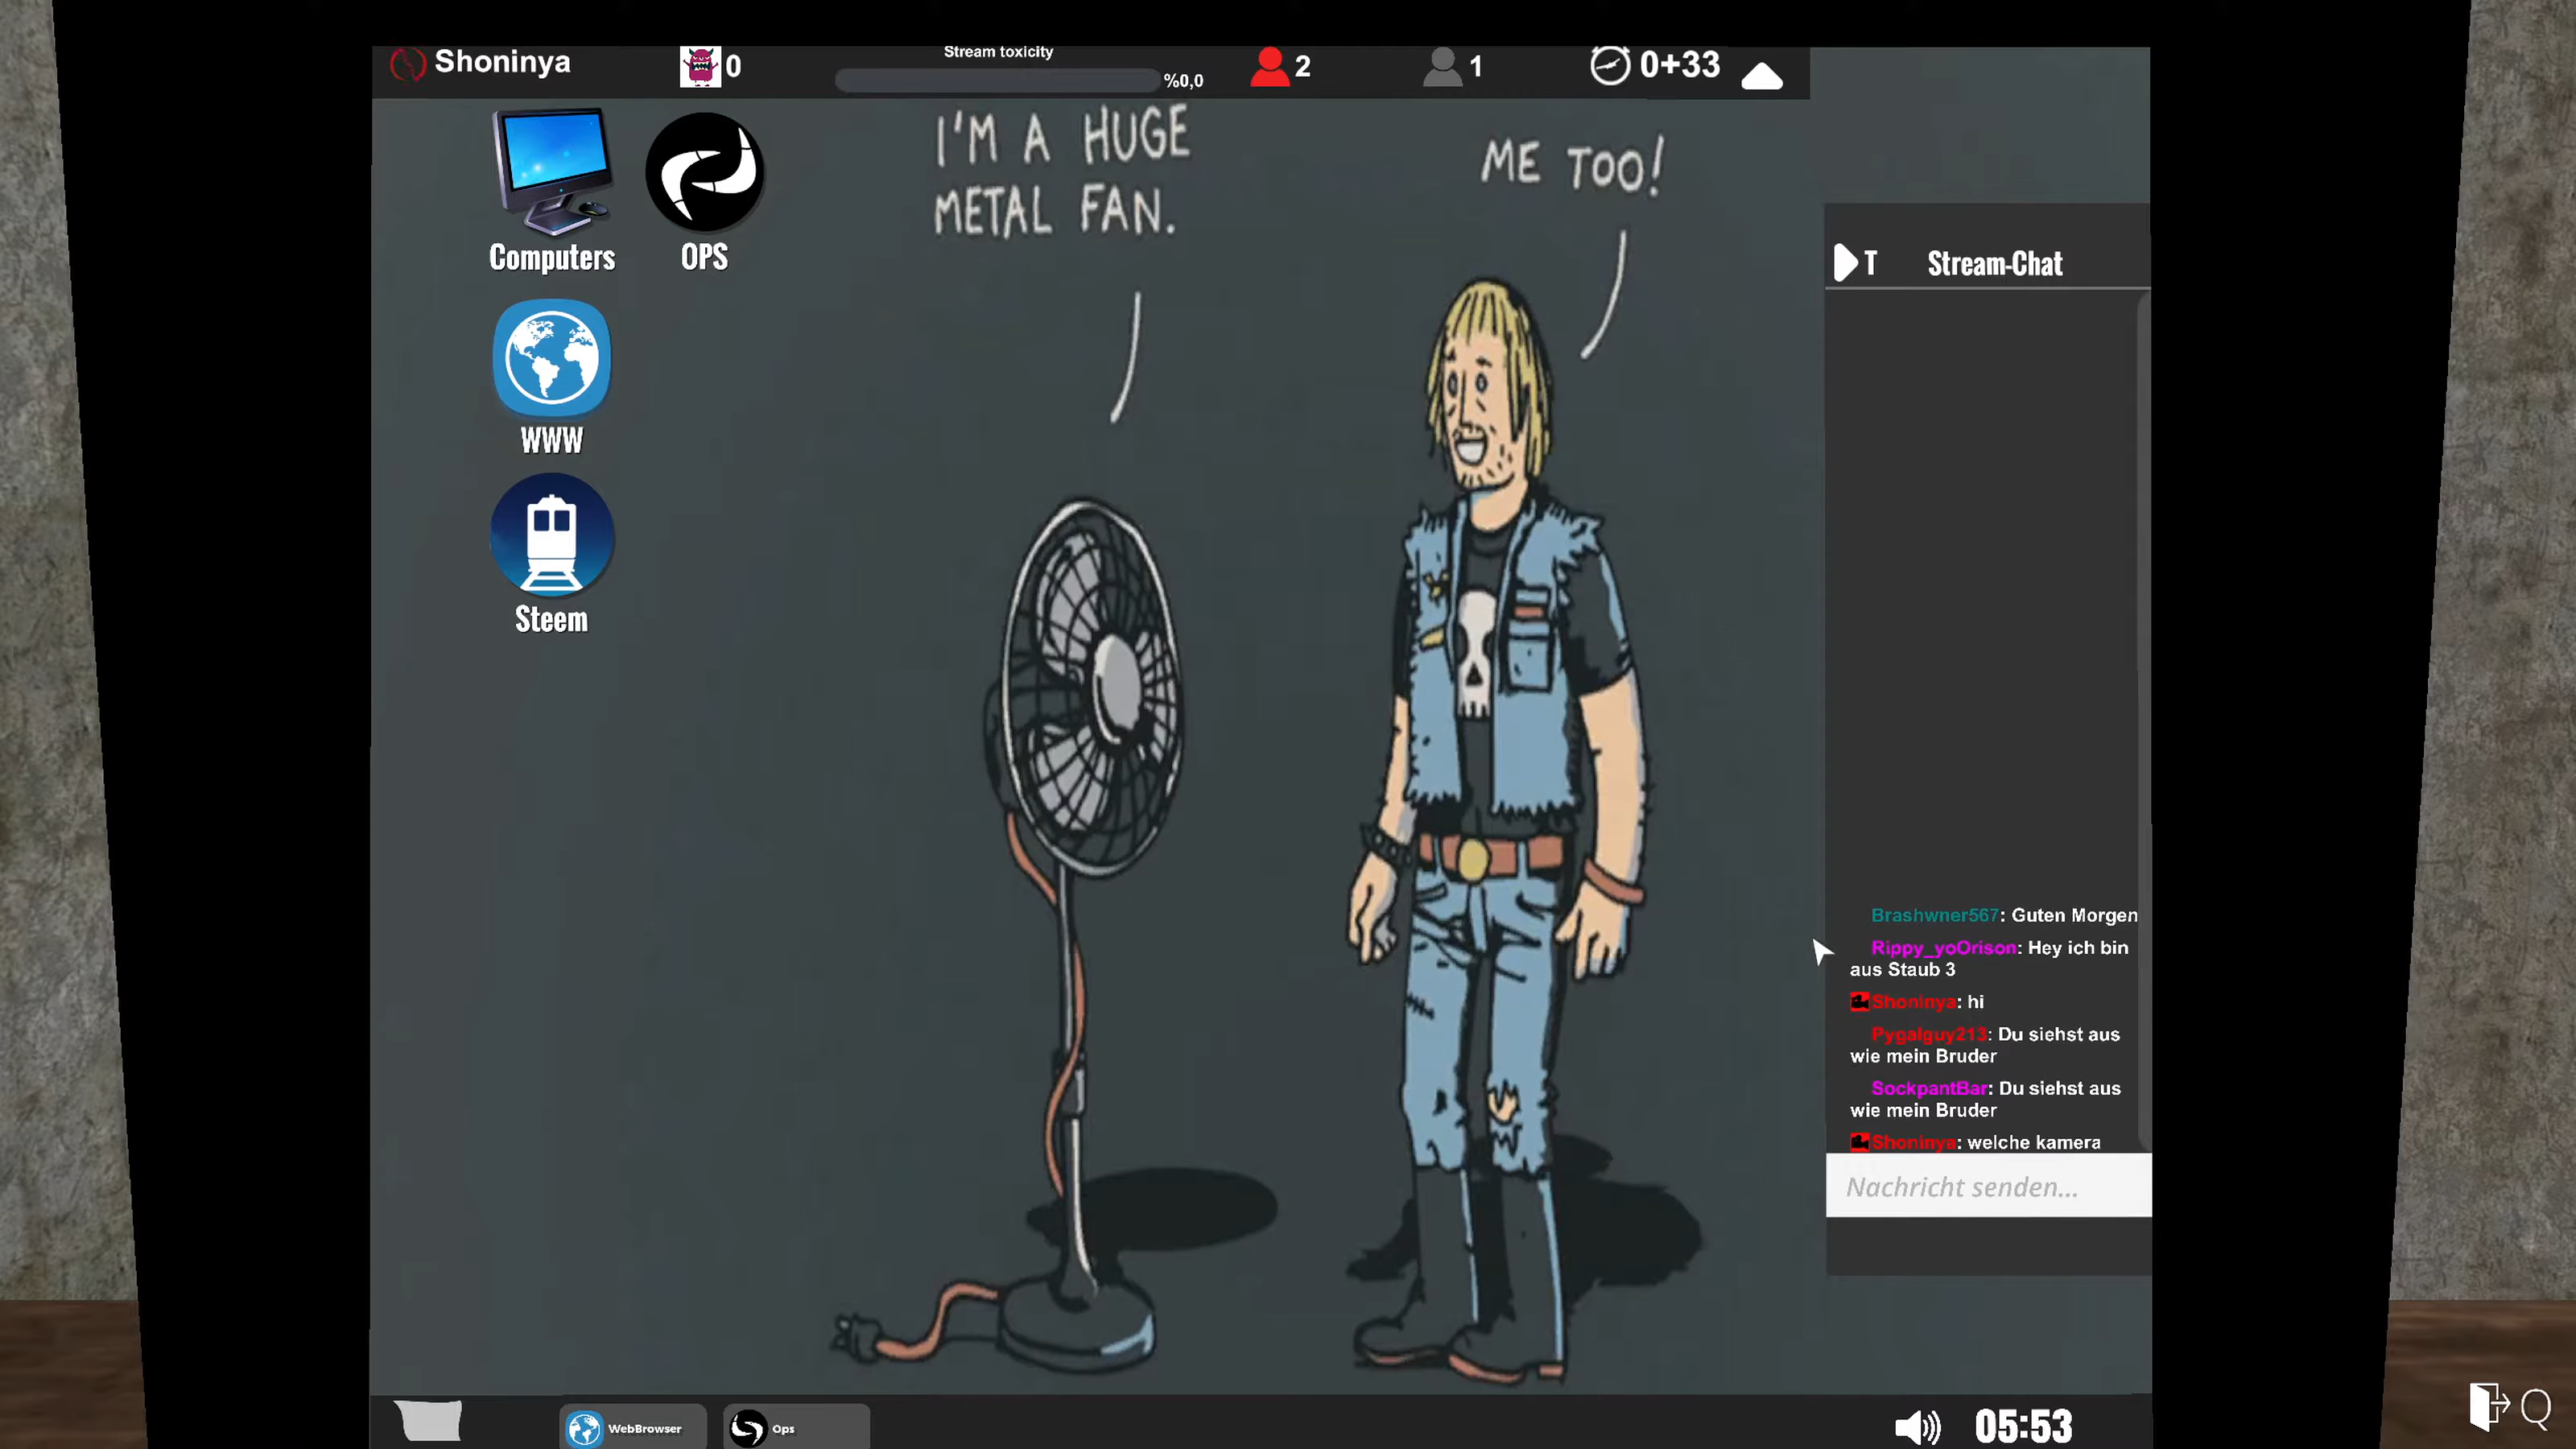 Shoninya
0
Stream toxicity
%0,0
2
1
0+33
I'M A HUGE
METAL FAN.
ME TOO!
Computers
OPS
WWW
Steem
T
Stream-Chat
Brashwner567: Guten Morgen
Rippy_yoOrison: Hey ich bin
aus Staub 3
Shoninya: hi
Pygalguy213: Du siehst aus
wie mein Bruder
SockpantBar: Du siehst aus
wie mein Bruder
Shoninya: welche kamera
Nachricht senden...
WebBrowser
Ops
05:53
Q